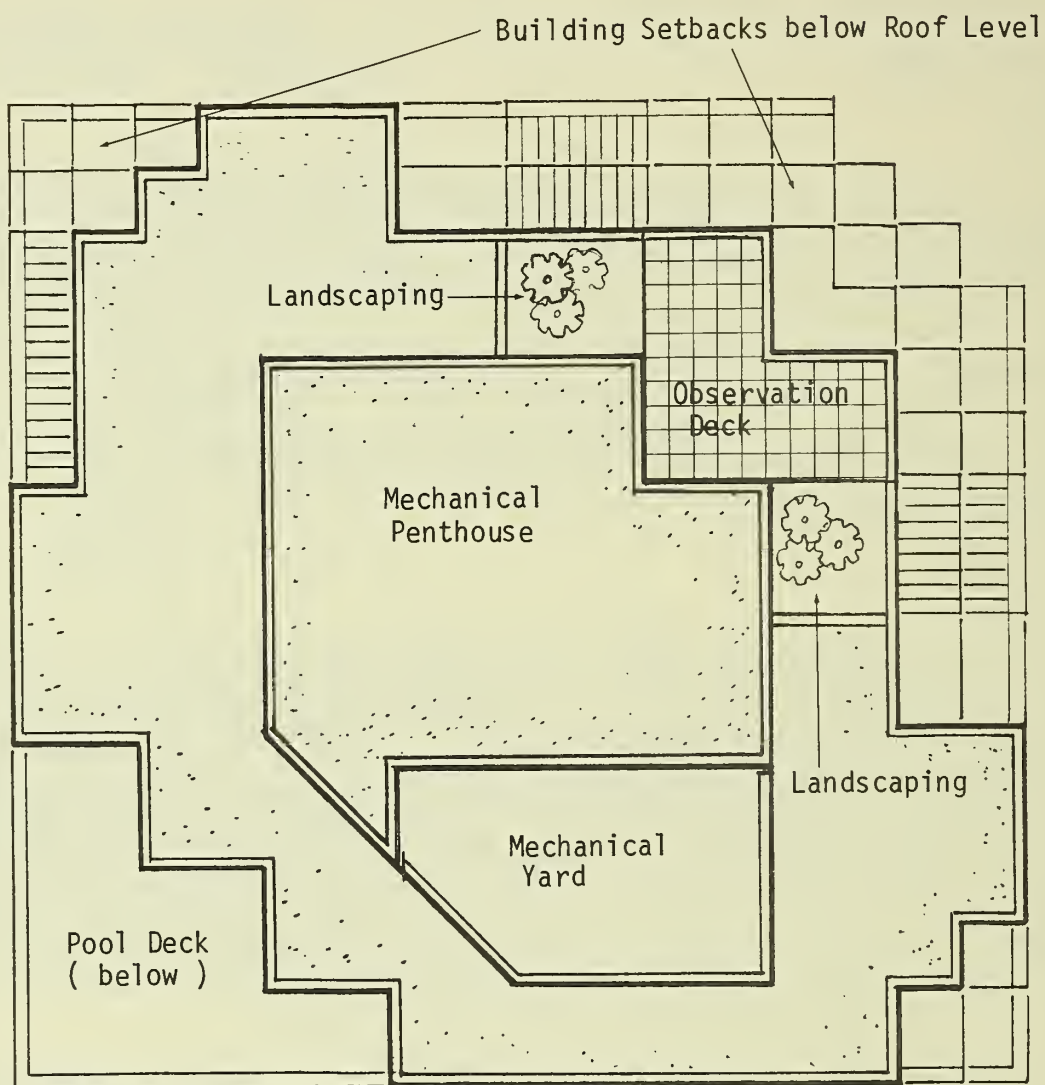 Building Setbacks below Roof Level
Landscaping
Observation
Deck
Mechanical
Penthouse
Landscaping
Mechanical
Yard
Pool Deck
( below )